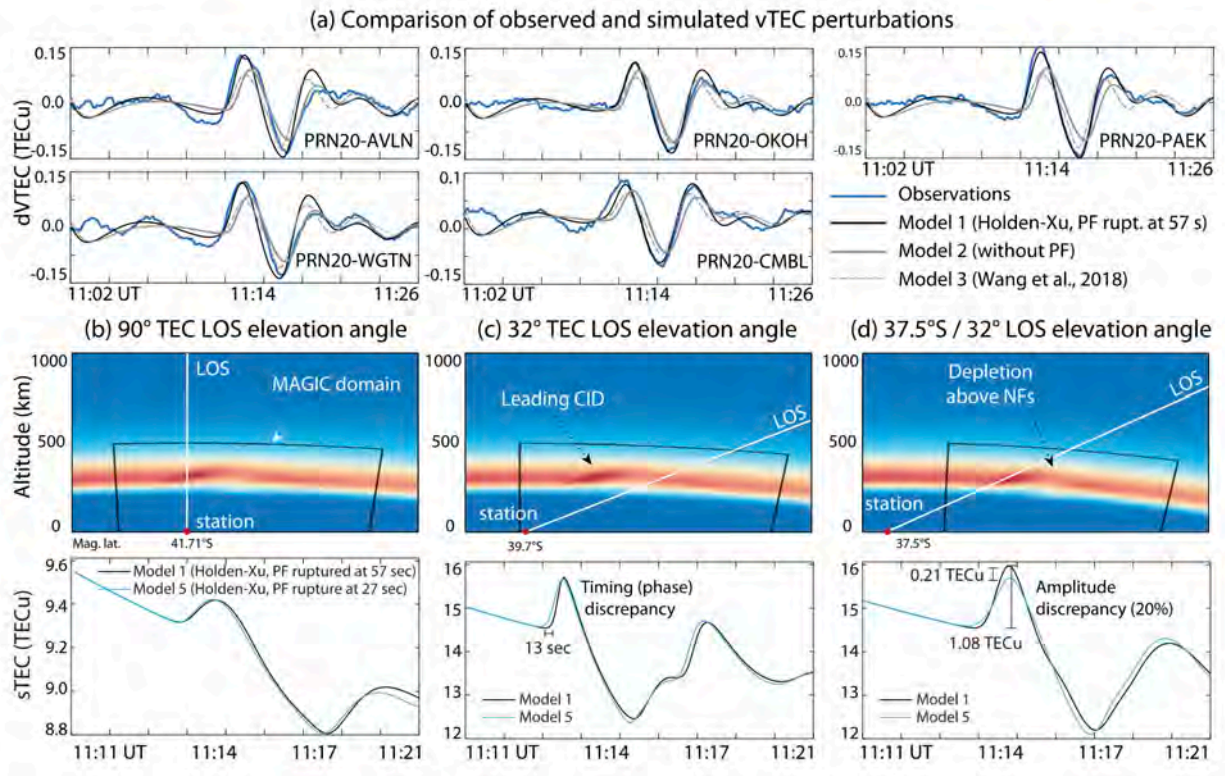 (a) Comparison of observed and simulated vTEC perturbations
dVTEC (TECu)
0.15
0.0
-0.15
PRN20-AVLN
PRN20-OKOH
0.15
0.0
-0.15
PRN20-PAEK
11:02 UT
11:14
11:26
0.15
0.0
-0.15
PRN20-WGTN
11:02 UT
11:14
11:26
0.1
0.0
-0.1
PRN20-CMBL
11:02 UT
11:14
11:26
Observations
Model 1 (Holden-Xu, PF rupt. at 57 s)
Model 2 (without PF)
Model 3 (Wang et al., 2018)
(b) 90° TEC LOS elevation angle
Altitude (km)
1000
500
0
LOS
MAGIC domain
station
Mag. lat.
41.71°S
(c) 32° TEC LOS elevation angle
1000
500
0
Leading CID
LOS
station
39.7°S
(d) 37.5°S / 32° LOS elevation angle
1000
500
0
Depletion
above NFs
LOS
station
37.5°S
sTEC (TECu)
9.6
9.4
9.2
9.0
8.8
Model 1 (Holden-Xu, PF ruptured at 57 sec)
Model 5 (Holden-Xu, PF rupture at 27 sec)
11:11 UT
11:14
11:17
11:21
16
15
14
13
12
Timing (phase)
discrepancy
13 sec
Model 1
Model 5
11:11 UT
11:14
11:17
11:21
16
15
14
13
12
0.21 TECu
Amplitude
discrepancy (20%)
1.08 TECu
Model 1
Model 5
11:11 UT
11:14
11:17
11:21